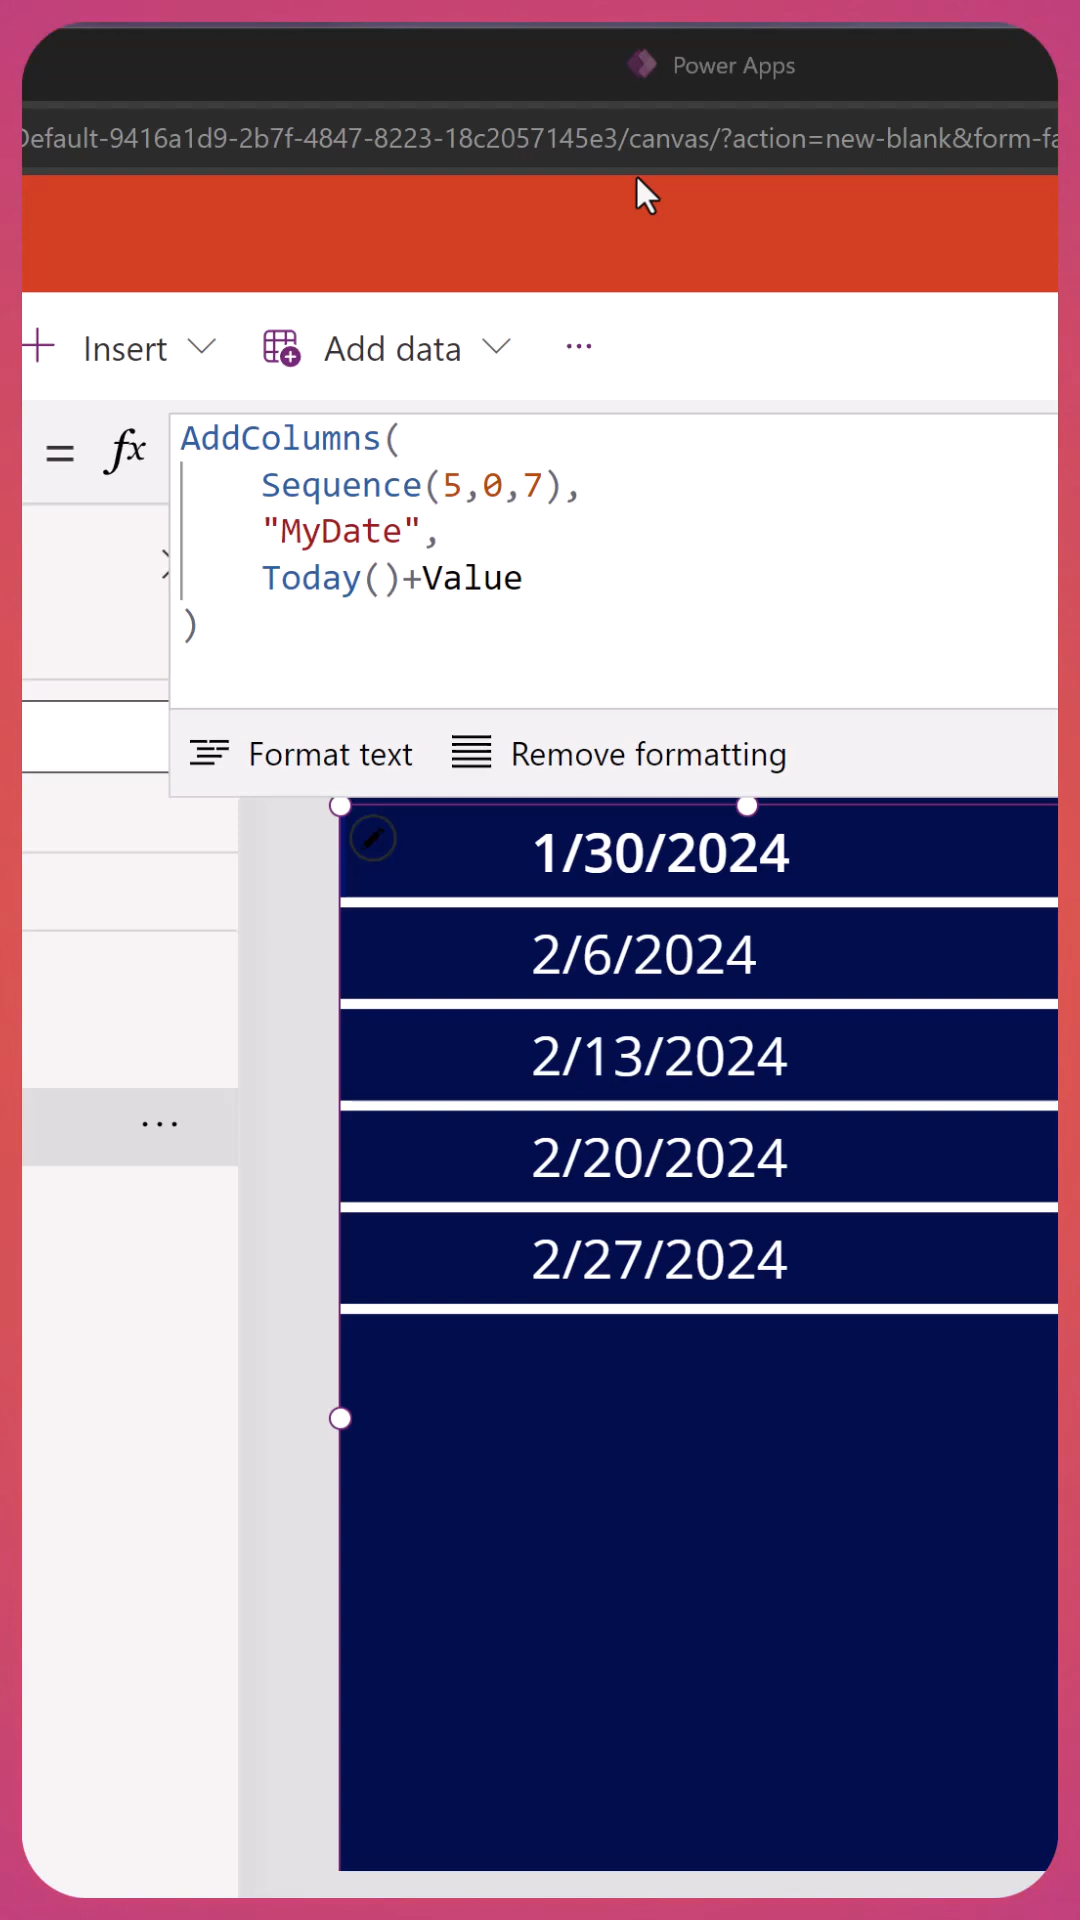 Power Apps
Default-9416a1d9-2b7f-4847-8223-18c2057145e3/canvas/?action=new-blank&form-fa
Insert
Add data
...
= fx
AddColumns(
Sequence(5,0,7),
"MyDate",
Today()+Value
)
Format text
Remove formatting
1/30/2024
2/6/2024
2/13/2024
2/20/2024
...
2/27/2024